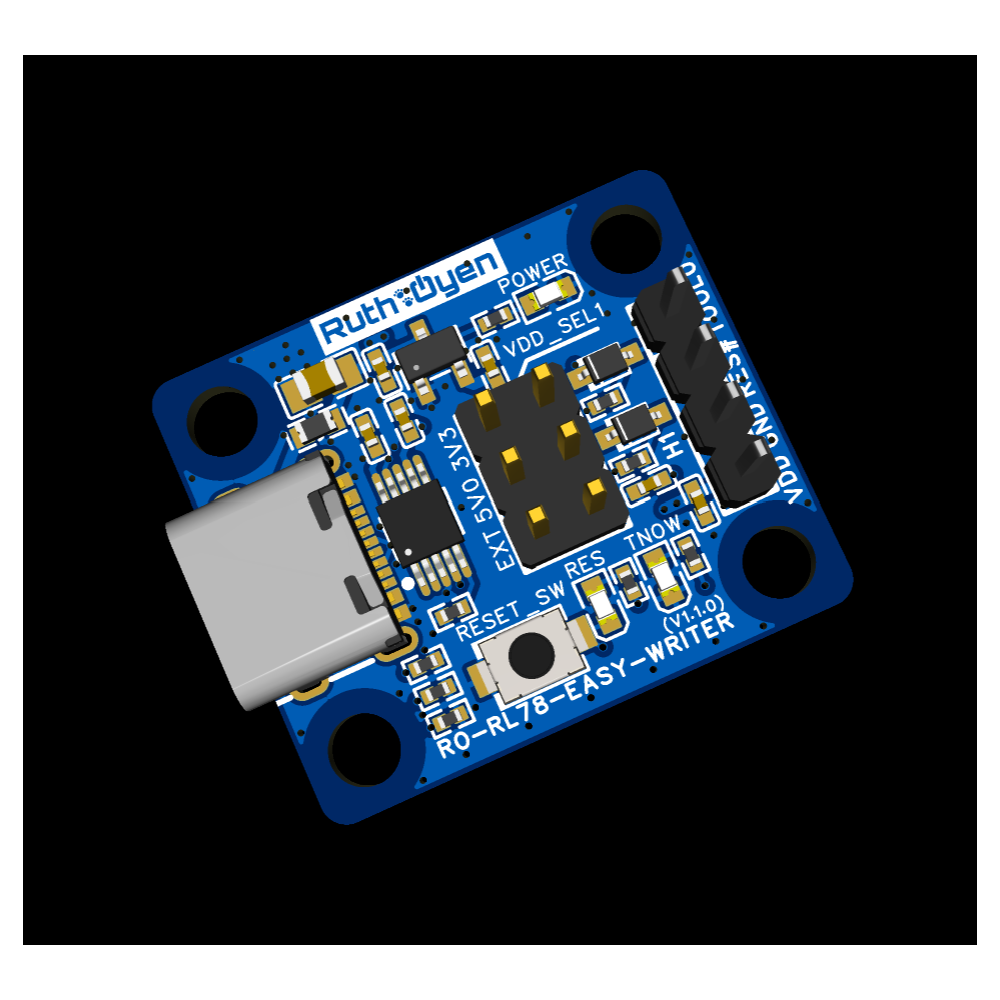 Ruth Oyen
POWER
VDD_SEL1
TOOL0
RES#
GND
VDD
H1
3V3
5V0
EXT
TNOW
RES
RESET_SW
(V1.1.0)
RO-RL78-EASY-WRITER